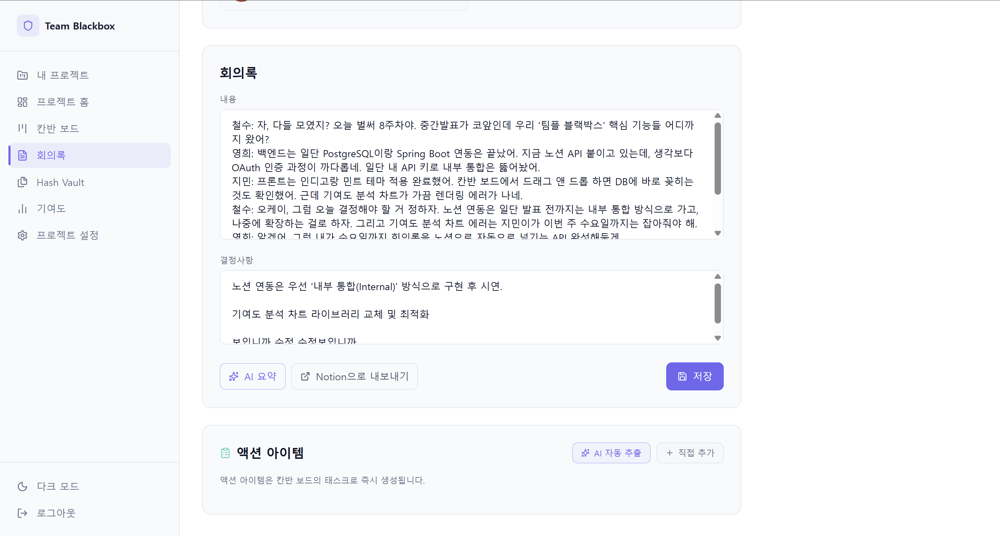 Team Blackbox
내 프로젝트
프로젝트 홈
칸반 보드
회의록
Hash Vault
기여도
프로젝트 설정
다크 모드
로그아웃
회의록
내용
철수: 자, 다들 모였지? 오늘 벌써 8주차야. 중간발표가 코앞인데 우리 '팀플 블랙박스' 핵심 기능들 어디까
지 왔어?
영희: 백엔드는 일단 PostgreSQL이랑 Spring Boot 연동은 끝났어. 지금 노션 API 붙이고 있는데, 생각보다
OAuth 인증 과정이 까다롭네. 일단 내 API 키로 내부 통합은 뚫어놨어.
지민: 프론트는 인디고랑 민트 테마 적용 완료했어. 칸반 보드에서 드래그 앤 드롭 하면 DB에 바로 꽂히는
것도 확인했어. 근데 기여도 분석 차트가 가끔 렌더링 에러가 나네.
철수: 오케이, 그럼 오늘 결정해야 할 거 정하자. 노션 연동은 일단 발표 전까지는 내부 통합 방식으로 가고,
나중에 확장하는 걸로 하자. 그리고 기여도 분석 차트 에러는 지민이가 이번 주 수요일까지는 잡아줘야 해.
영희: 알겠어. 그럼 내가 수요일까지 회의록을 노션으로 자동으로 넘기는 API 완성해둘게.
결정사항
노션 연동은 우선 '내부 통합(Internal)' 방식으로 구현 후 시연.
기여도 분석 차트 라이브러리 교체 및 최적화
보입니까 수정 수정보입니까
AI 요약
Notion으로 내보내기
저장
액션 아이템
AI 자동 추출
+ 직접 추가
액션 아이템은 칸반 보드의 태스크로 즉시 생성됩니다.